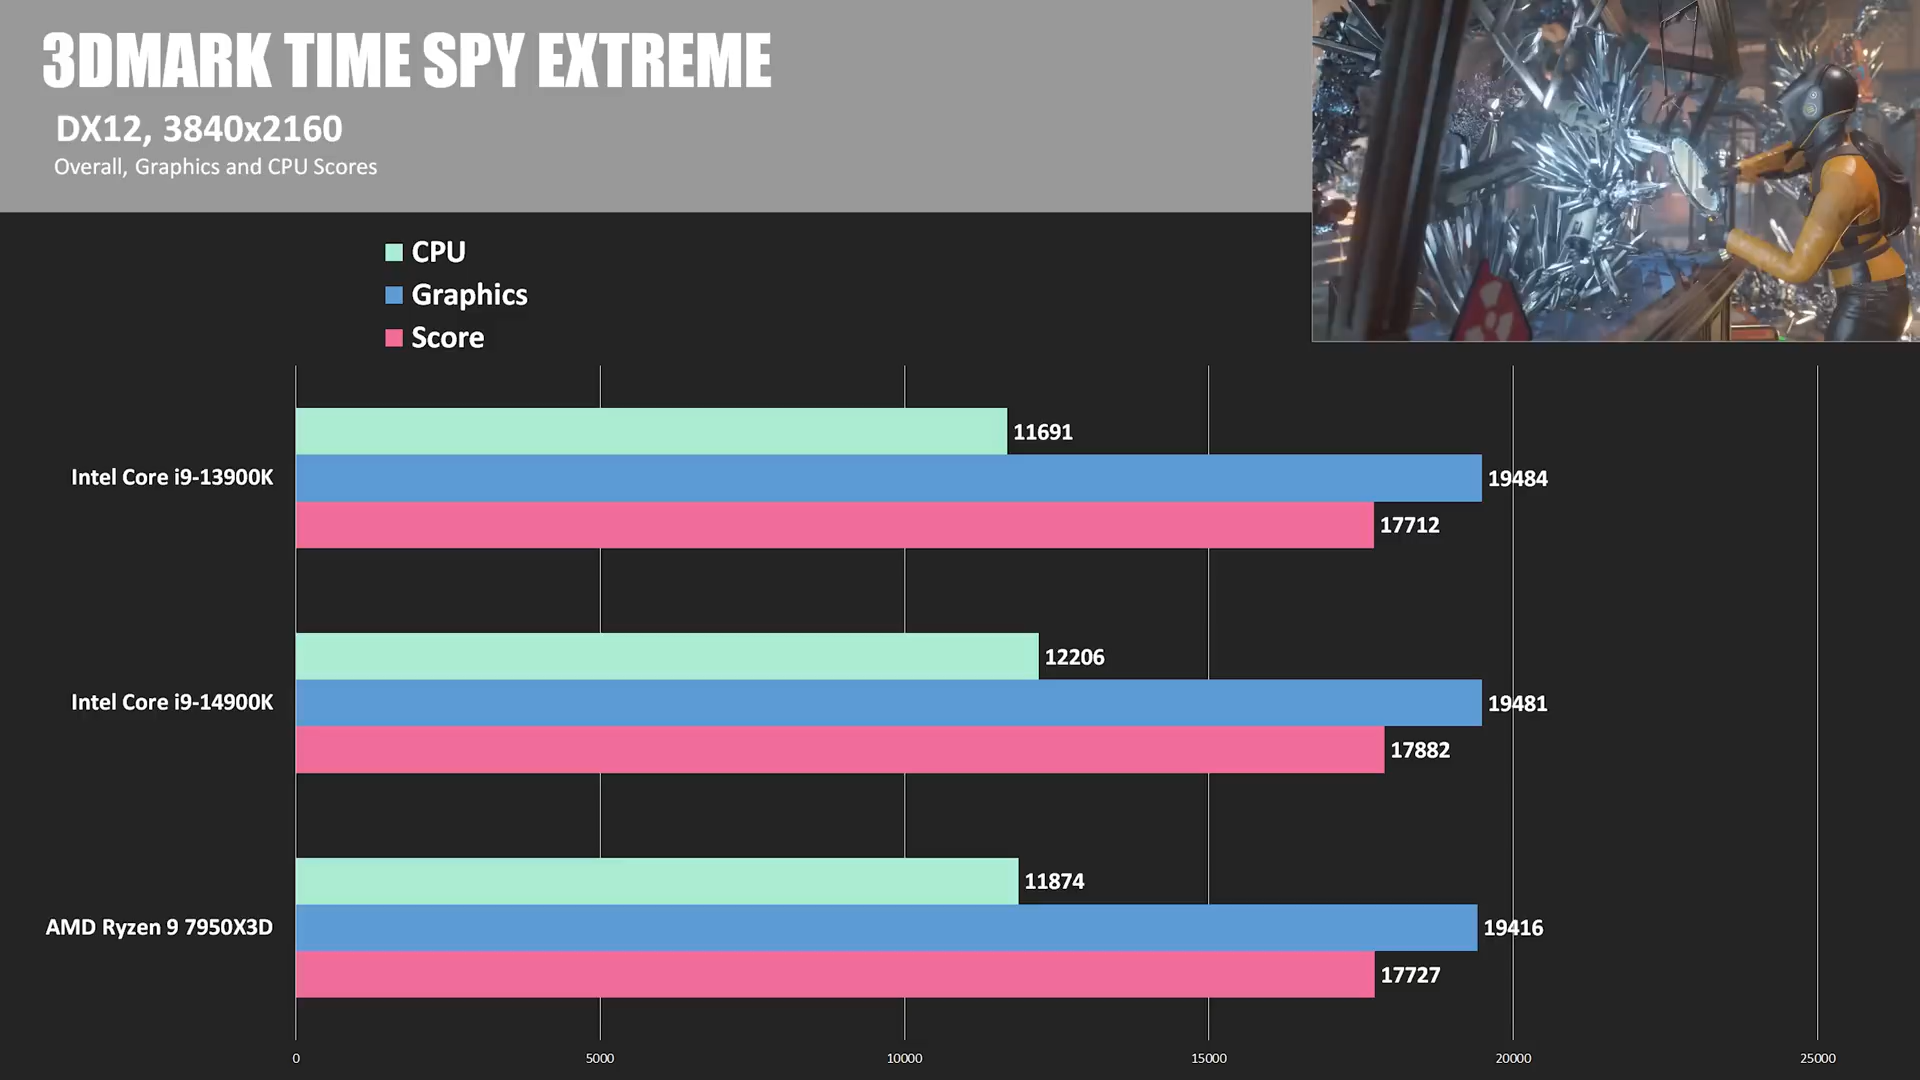 3DMARK TIME SPY EXTREME
DX12, 3840x2160
Overall, Graphics and CPU Scores
CPU
Graphics
Score
Intel Core i9-13900K
11691
19484
17712
Intel Core i9-14900K
12206
19481
17882
AMD Ryzen 9 7950X3D
11874
19416
17727
0 5000 10000 15000 20000 25000